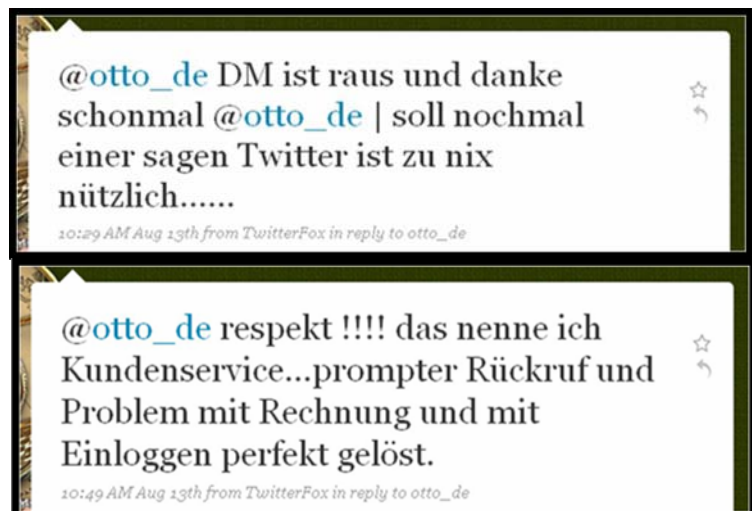 @otto_de DM ist raus und danke
schonmal @otto_de | soll nochmal
einer sagen Twitter ist zu nix
nützlich......
10:29 AM Aug 13th from TwitterFox in reply to otto_de
@otto_de respekt !!!! das nenne ich
Kundenservice...prompter Rückruf und
Problem mit Rechnung und mit
Einloggen perfekt gelöst.
10:49 AM Aug 13th from TwitterFox in reply to otto_de